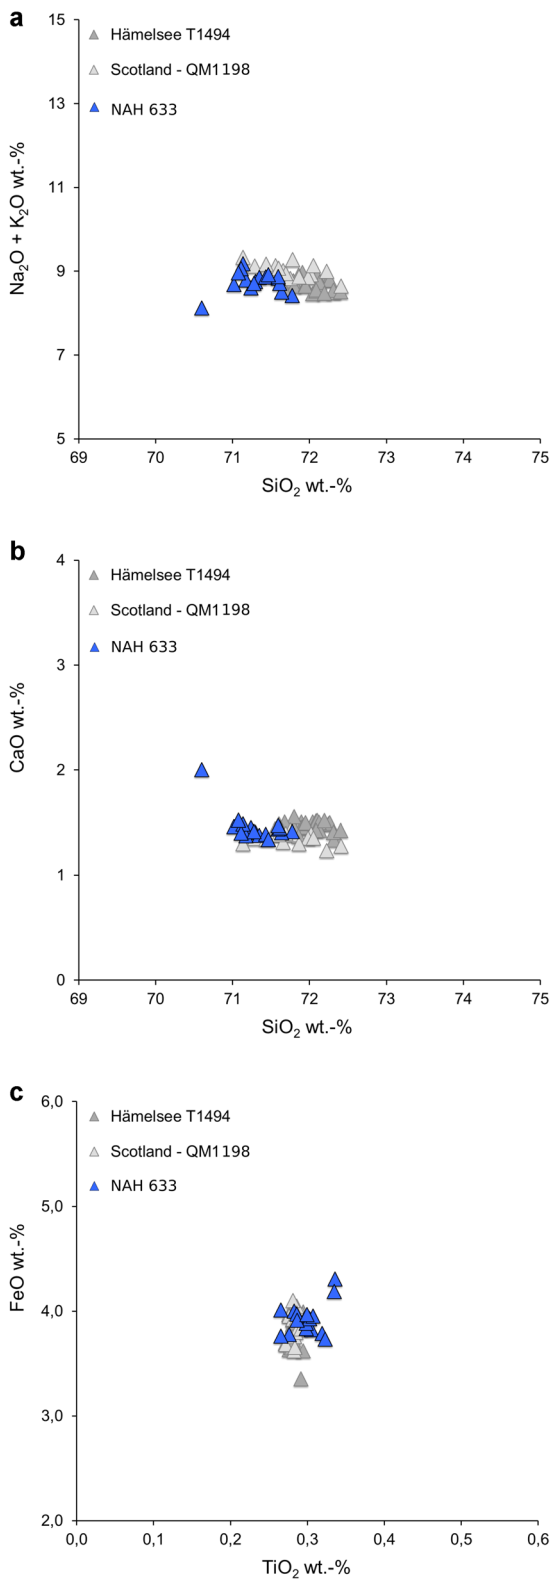 a
15
Hämelsee T1494
Scotland - QM1198
13
NAH 633
11
9
7
5
Na₂O + K₂O wt.-%
69 70 71 72 73 74 75
SiO₂ wt.-%
b
4
Hämelsee T1494
Scotland - QM1198
NAH 633
3
2
1
0
CaO wt.-%
69 70 71 72 73 74 75
SiO₂ wt.-%
c
6,0
Hämelsee T1494
Scotland - QM1198
NAH 633
5,0
4,0
3,0
2,0
FeO wt.-%
0,0 0,1 0,2 0,3 0,4 0,5 0,6
TiO₂ wt.-%